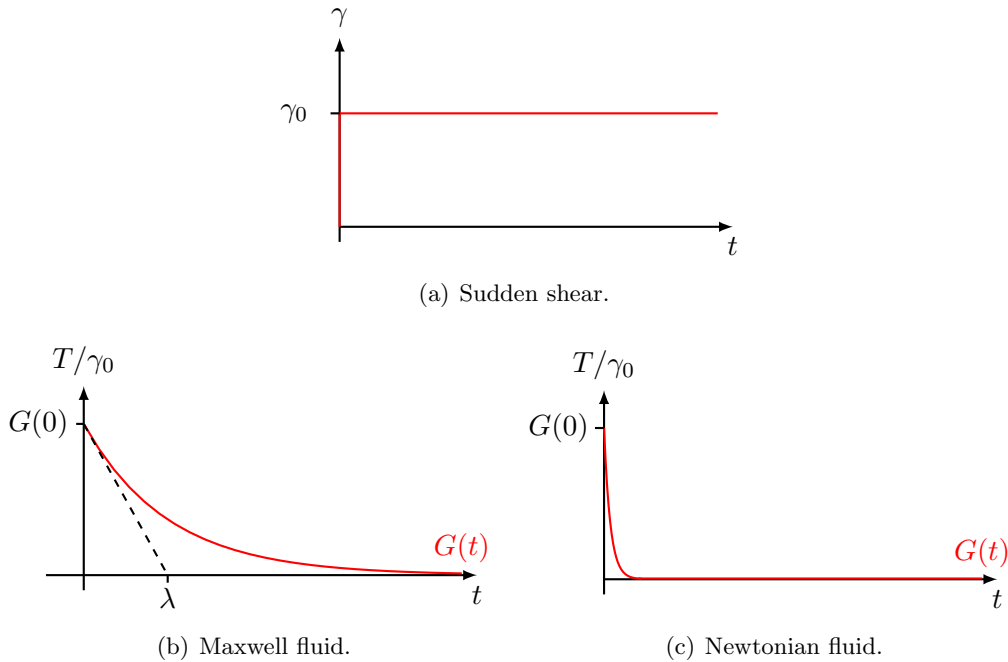 γ
γ₀
t
(a) Sudden shear.
T/γ₀
G(0)
G(t)
λ
t
(b) Maxwell fluid.
T/γ₀
G(0)
G(t)
t
(c) Newtonian fluid.